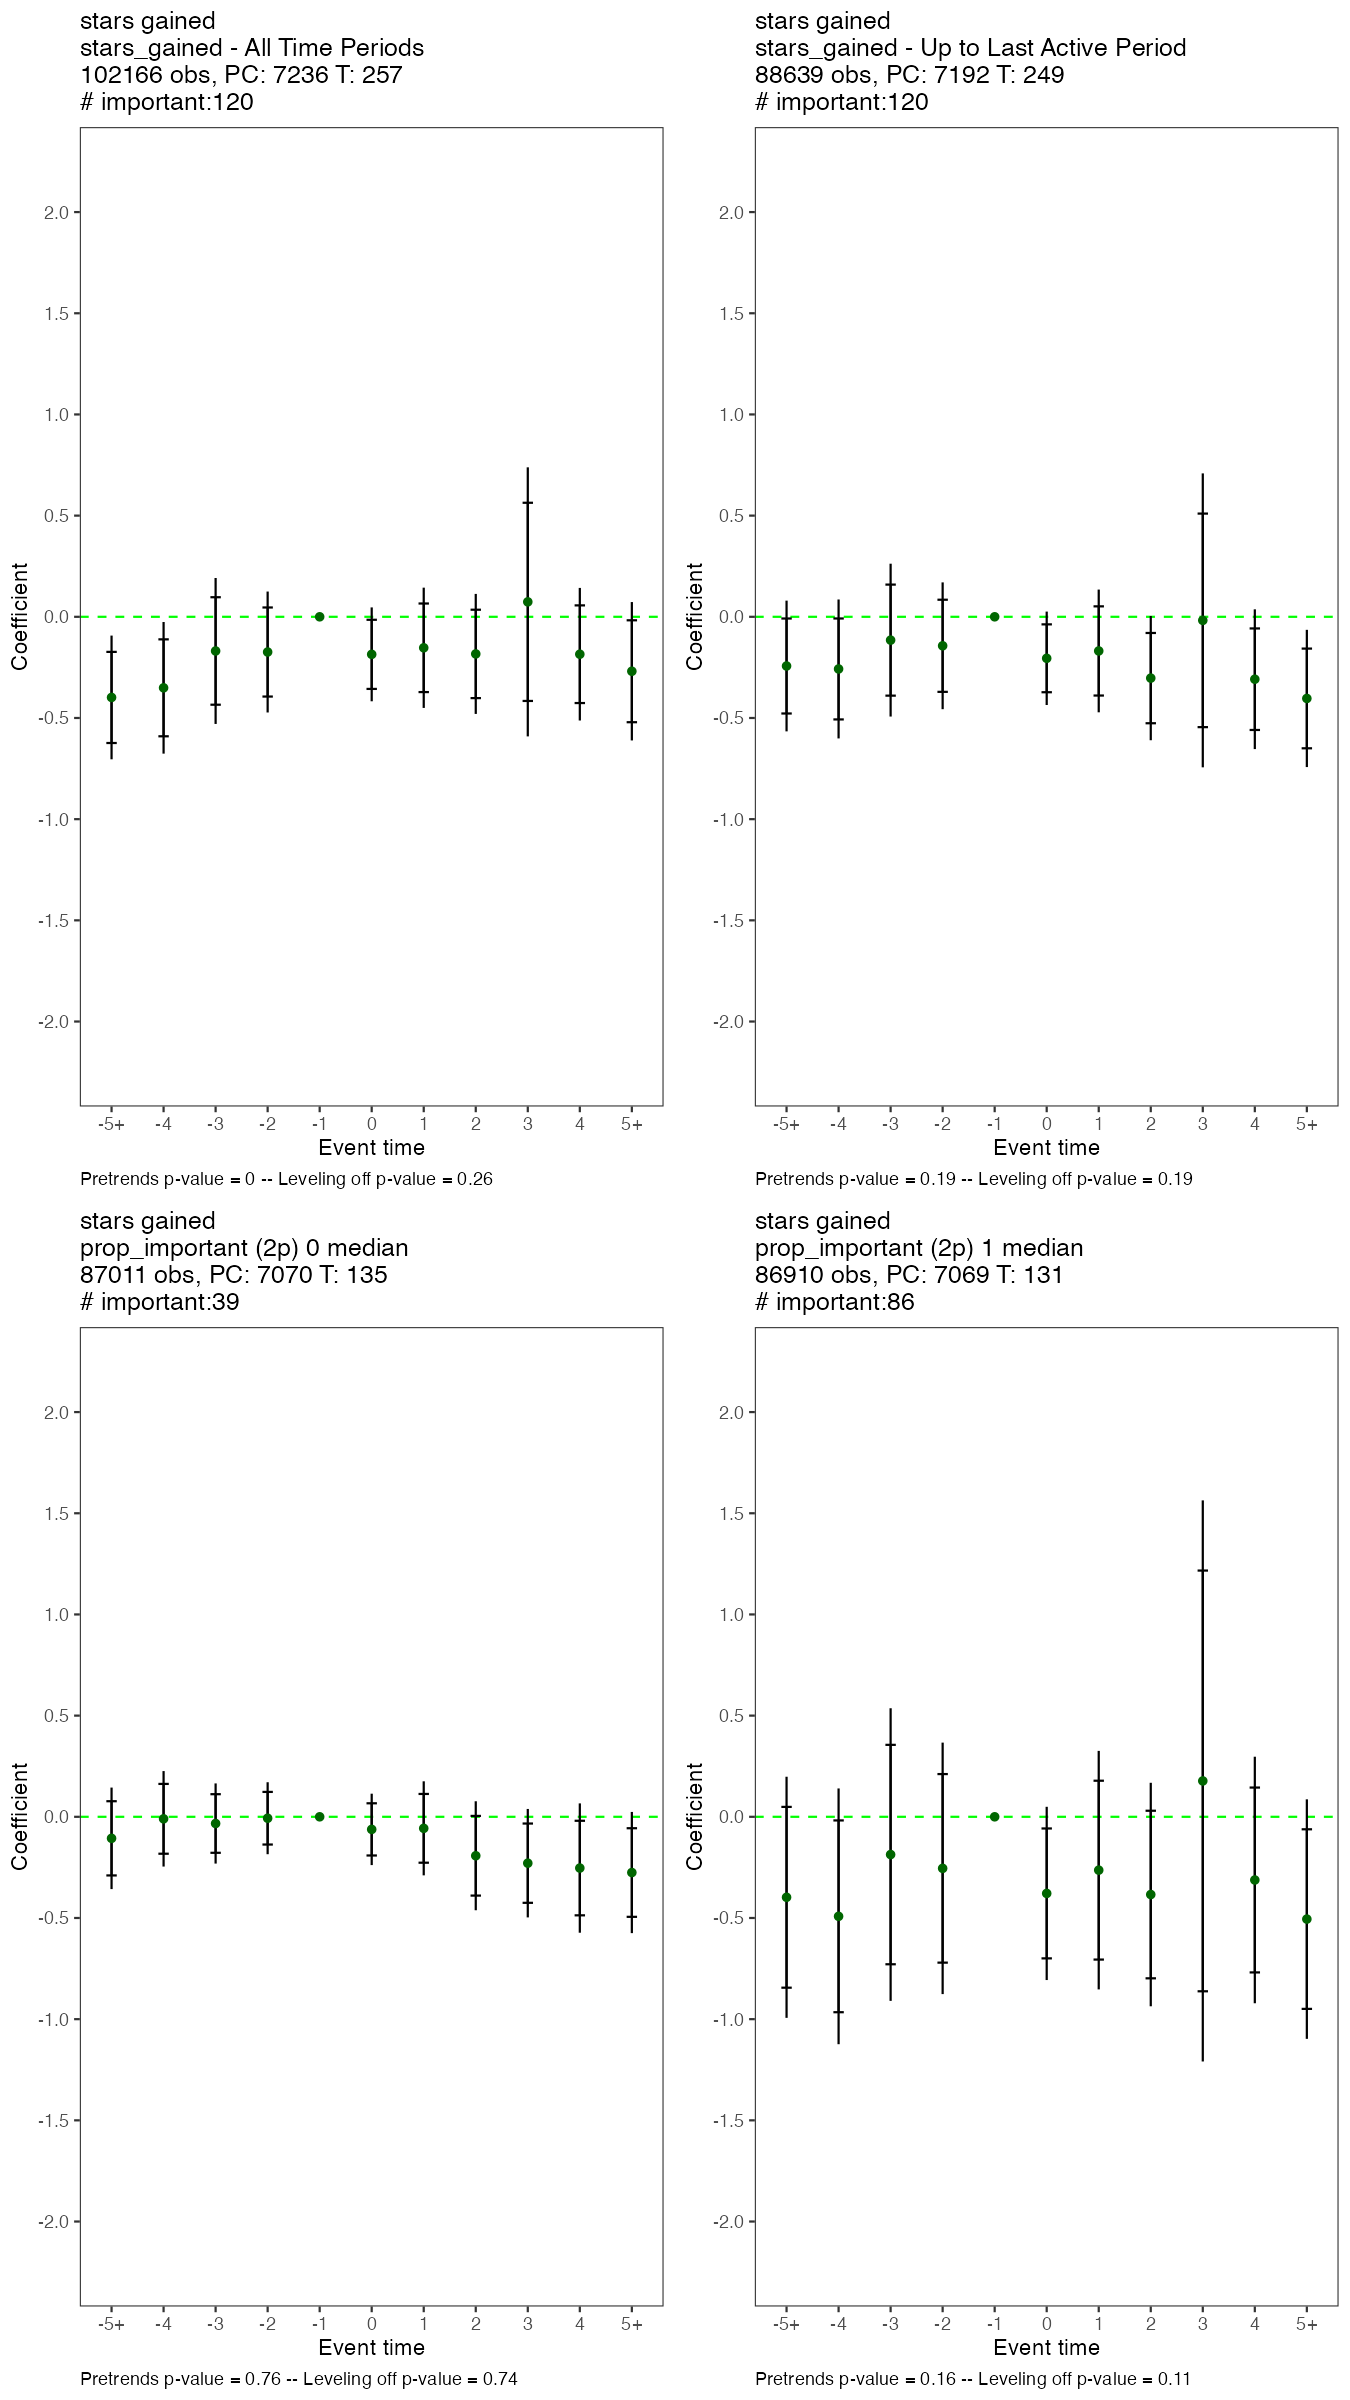 stars gained
stars_gained - All Time Periods
102166 obs, PC: 7236 T: 257
# important:120
2.0
1.5
1.0
0.5
0.0
-0.5
-1.0
-1.5
-2.0
Coefficient
-5+ -4 -3 -2 -1 0 1 2 3 4 5+
Event time
Pretrends p-value = 0 -- Leveling off p-value = 0.26
stars gained
stars_gained - Up to Last Active Period
88639 obs, PC: 7192 T: 249
# important:120
2.0
1.5
1.0
0.5
0.0
-0.5
-1.0
-1.5
-2.0
Coefficient
-5+ -4 -3 -2 -1 0 1 2 3 4 5+
Event time
Pretrends p-value = 0.19 -- Leveling off p-value = 0.19
stars gained
prop_important (2p) 0 median
87011 obs, PC: 7070 T: 135
# important:39
2.0
1.5
1.0
0.5
0.0
-0.5
-1.0
-1.5
-2.0
Coefficient
-5+ -4 -3 -2 -1 0 1 2 3 4 5+
Event time
Pretrends p-value = 0.76 -- Leveling off p-value = 0.74
stars gained
prop_important (2p) 1 median
86910 obs, PC: 7069 T: 131
# important:86
2.0
1.5
1.0
0.5
0.0
-0.5
-1.0
-1.5
-2.0
Coefficient
-5+ -4 -3 -2 -1 0 1 2 3 4 5+
Event time
Pretrends p-value = 0.16 -- Leveling off p-value = 0.11